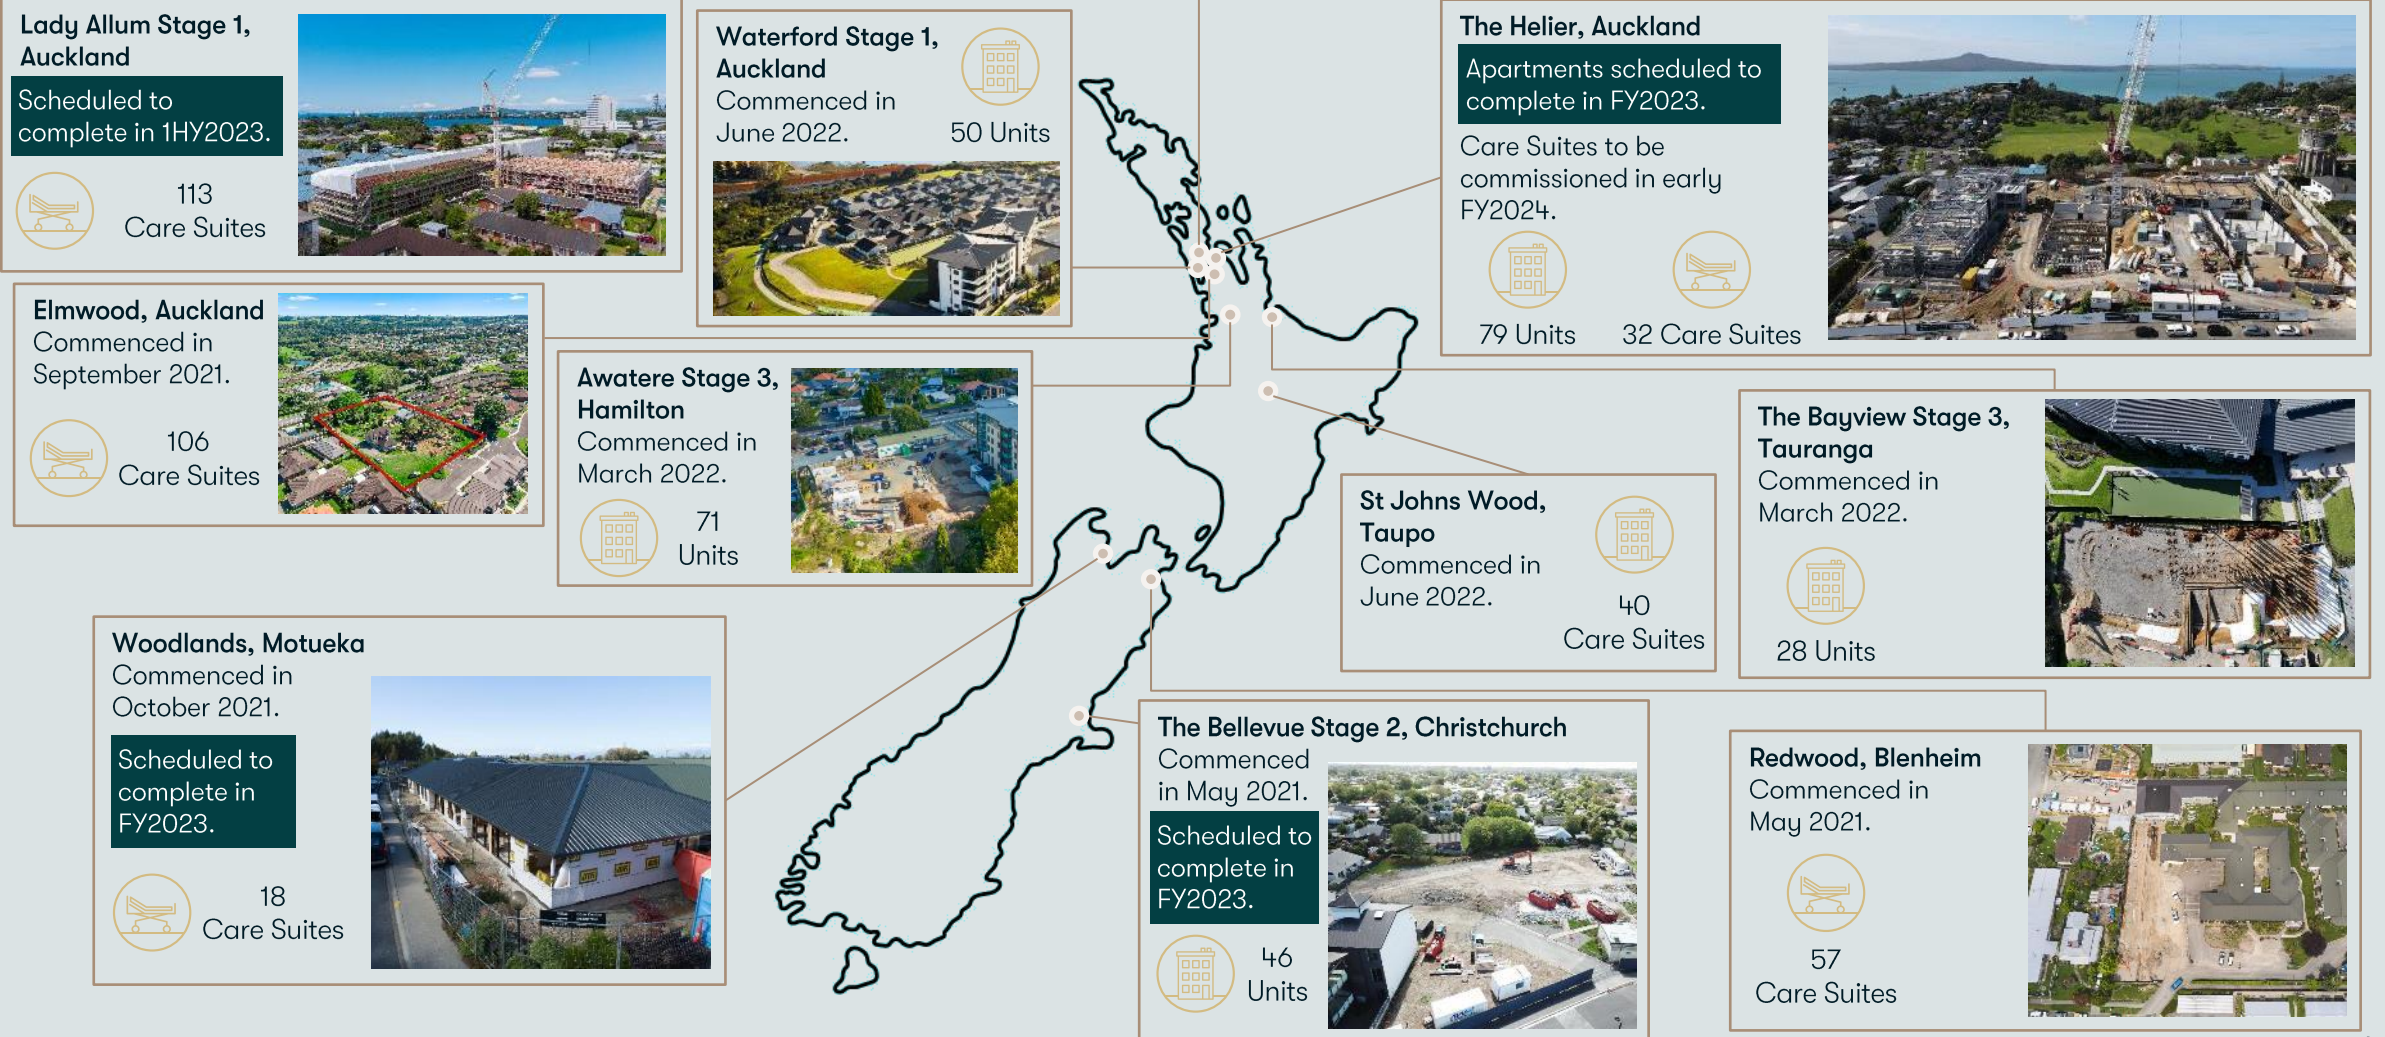 Lady Allum Stage 1,
Auckland
Scheduled to
complete in 1HY2023.
113
Care Suites
Waterford Stage 1,
Auckland
Commenced in
June 2022.
50 Units
The Helier, Auckland
Apartments scheduled to
complete in FY2023.
Care Suites to be
commissioned in early
FY2024.
79 Units
32 Care Suites
Elmwood, Auckland
Commenced in
September 2021.
106
Care Suites
Awatere Stage 3,
Hamilton
Commenced in
March 2022.
71
Units
The Bayview Stage 3,
Tauranga
Commenced in
March 2022.
28 Units
St Johns Wood,
Taupo
Commenced in
June 2022.
40
Care Suites
Woodlands, Motueka
Commenced in
October 2021.
Scheduled to
complete in
FY2023.
18
Care Suites
The Bellevue Stage 2, Christchurch
Commenced
in May 2021.
Scheduled to
complete in
FY2023.
46
Units
Redwood, Blenheim
Commenced in
May 2021.
57
Care Suites